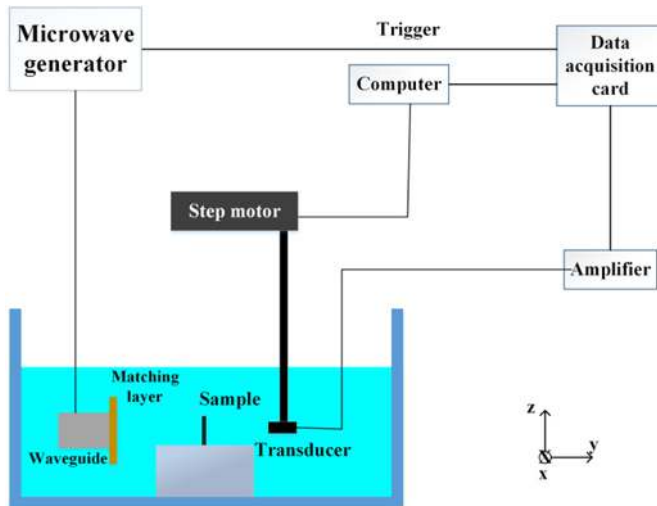 Microwave
generator
Trigger
Data
acquisition
card
Computer
Step motor
Amplifier
Matching
layer
Sample
Waveguide
Transducer
z
y
x